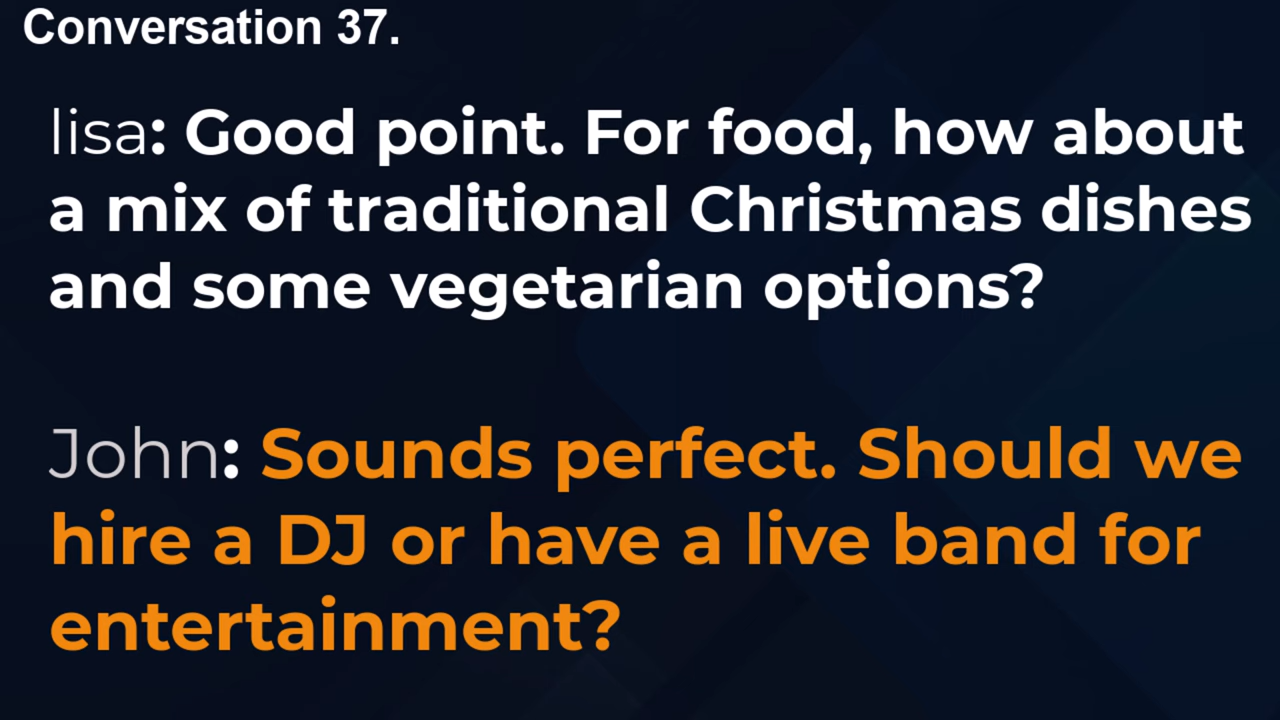 Conversation 37.
lisa: Good point. For food, how about
a mix of traditional Christmas dishes
and some vegetarian options?
John: Sounds perfect. Should we
hire a DJ or have a live band for
entertainment?